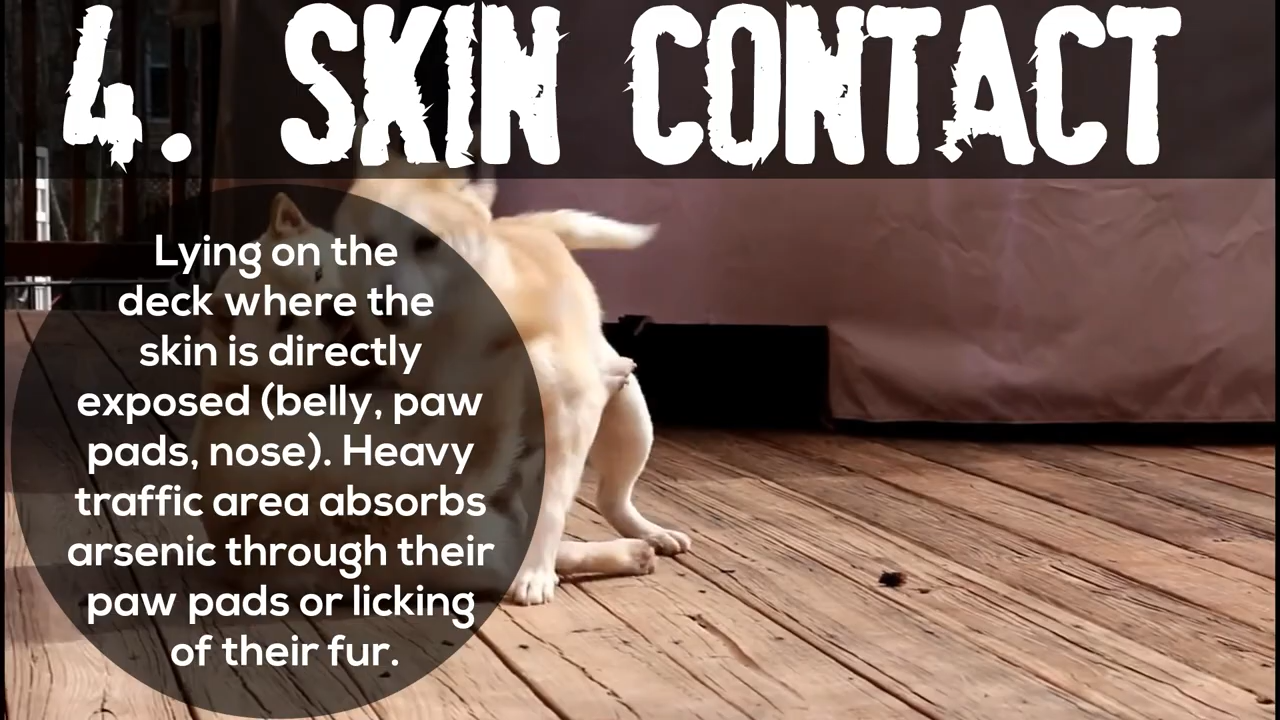 4. SKIN CONTACT
Lying on the
deck where the
skin is directly
exposed (belly, paw
pads, nose). Heavy
traffic area absorbs
arsenic through their
paw pads or licking
of their fur.